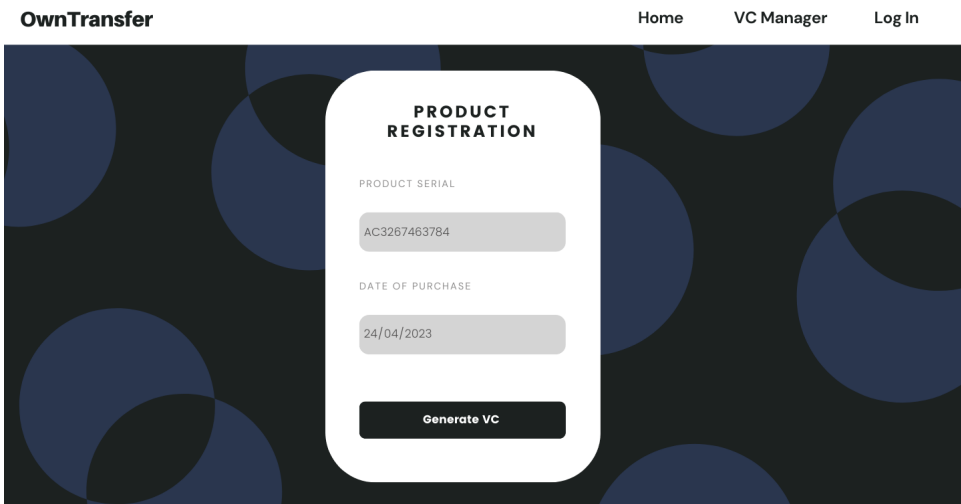 OwnTransfer
Home
VC Manager
Log In
PRODUCT
REGISTRATION
PRODUCT SERIAL
AC3267463784
DATE OF PURCHASE
24/04/2023
Generate VC